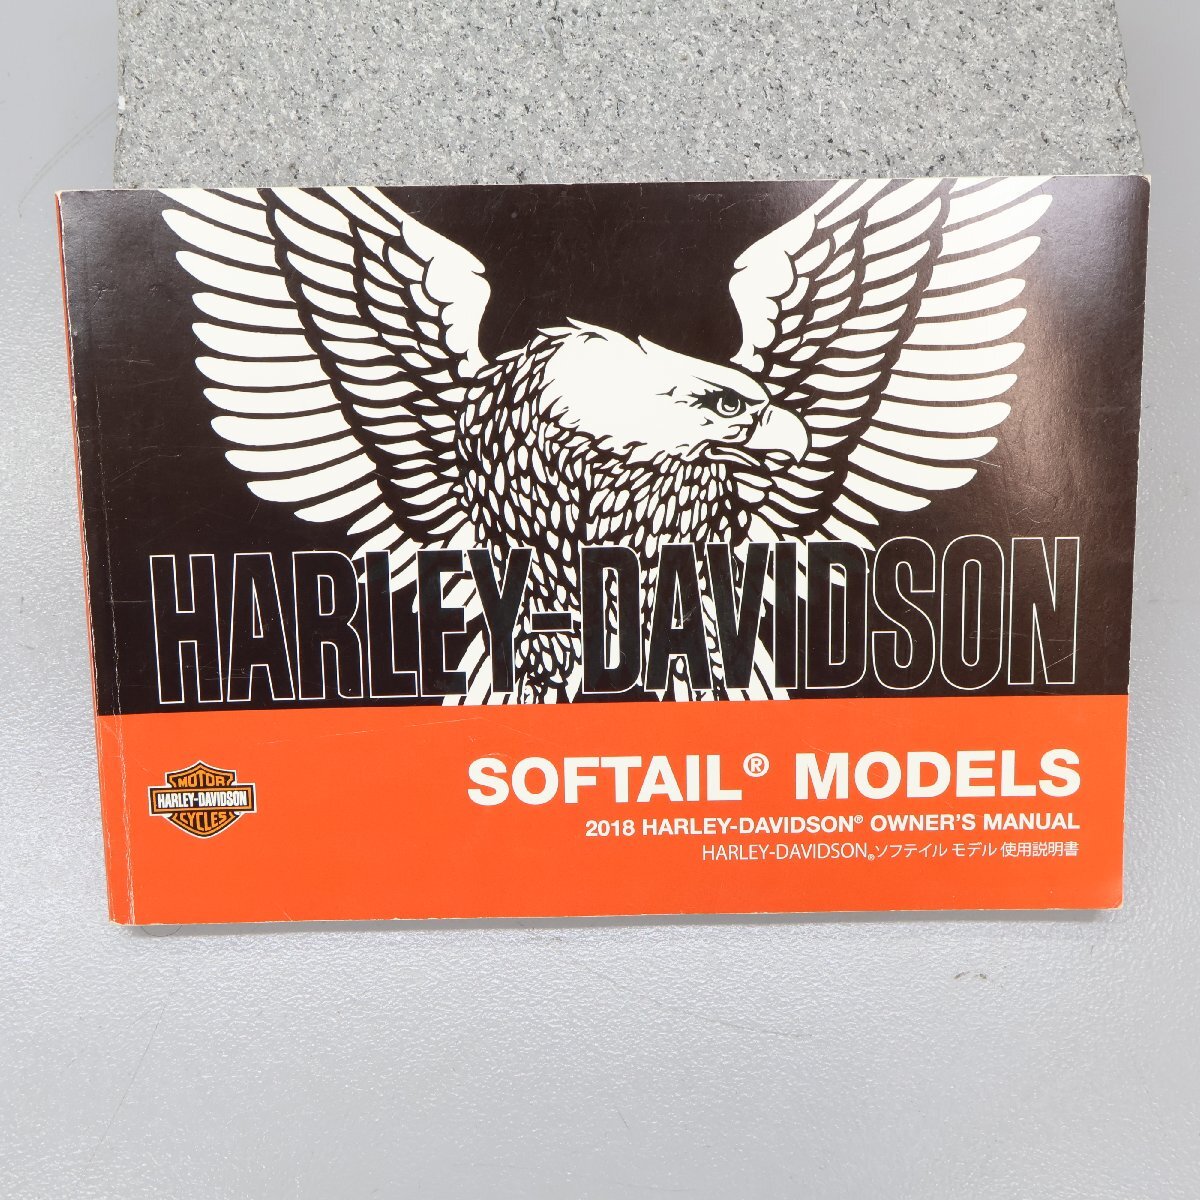 HARLEY-DAVIDSON
MOTOR
HARLEY-DAVIDSON
CYCLES
SOFTAIL® MODELS
2018 HARLEY-DAVIDSON® OWNER'S MANUAL
HARLEY-DAVIDSON®ソフテイル モデル 使用説明書